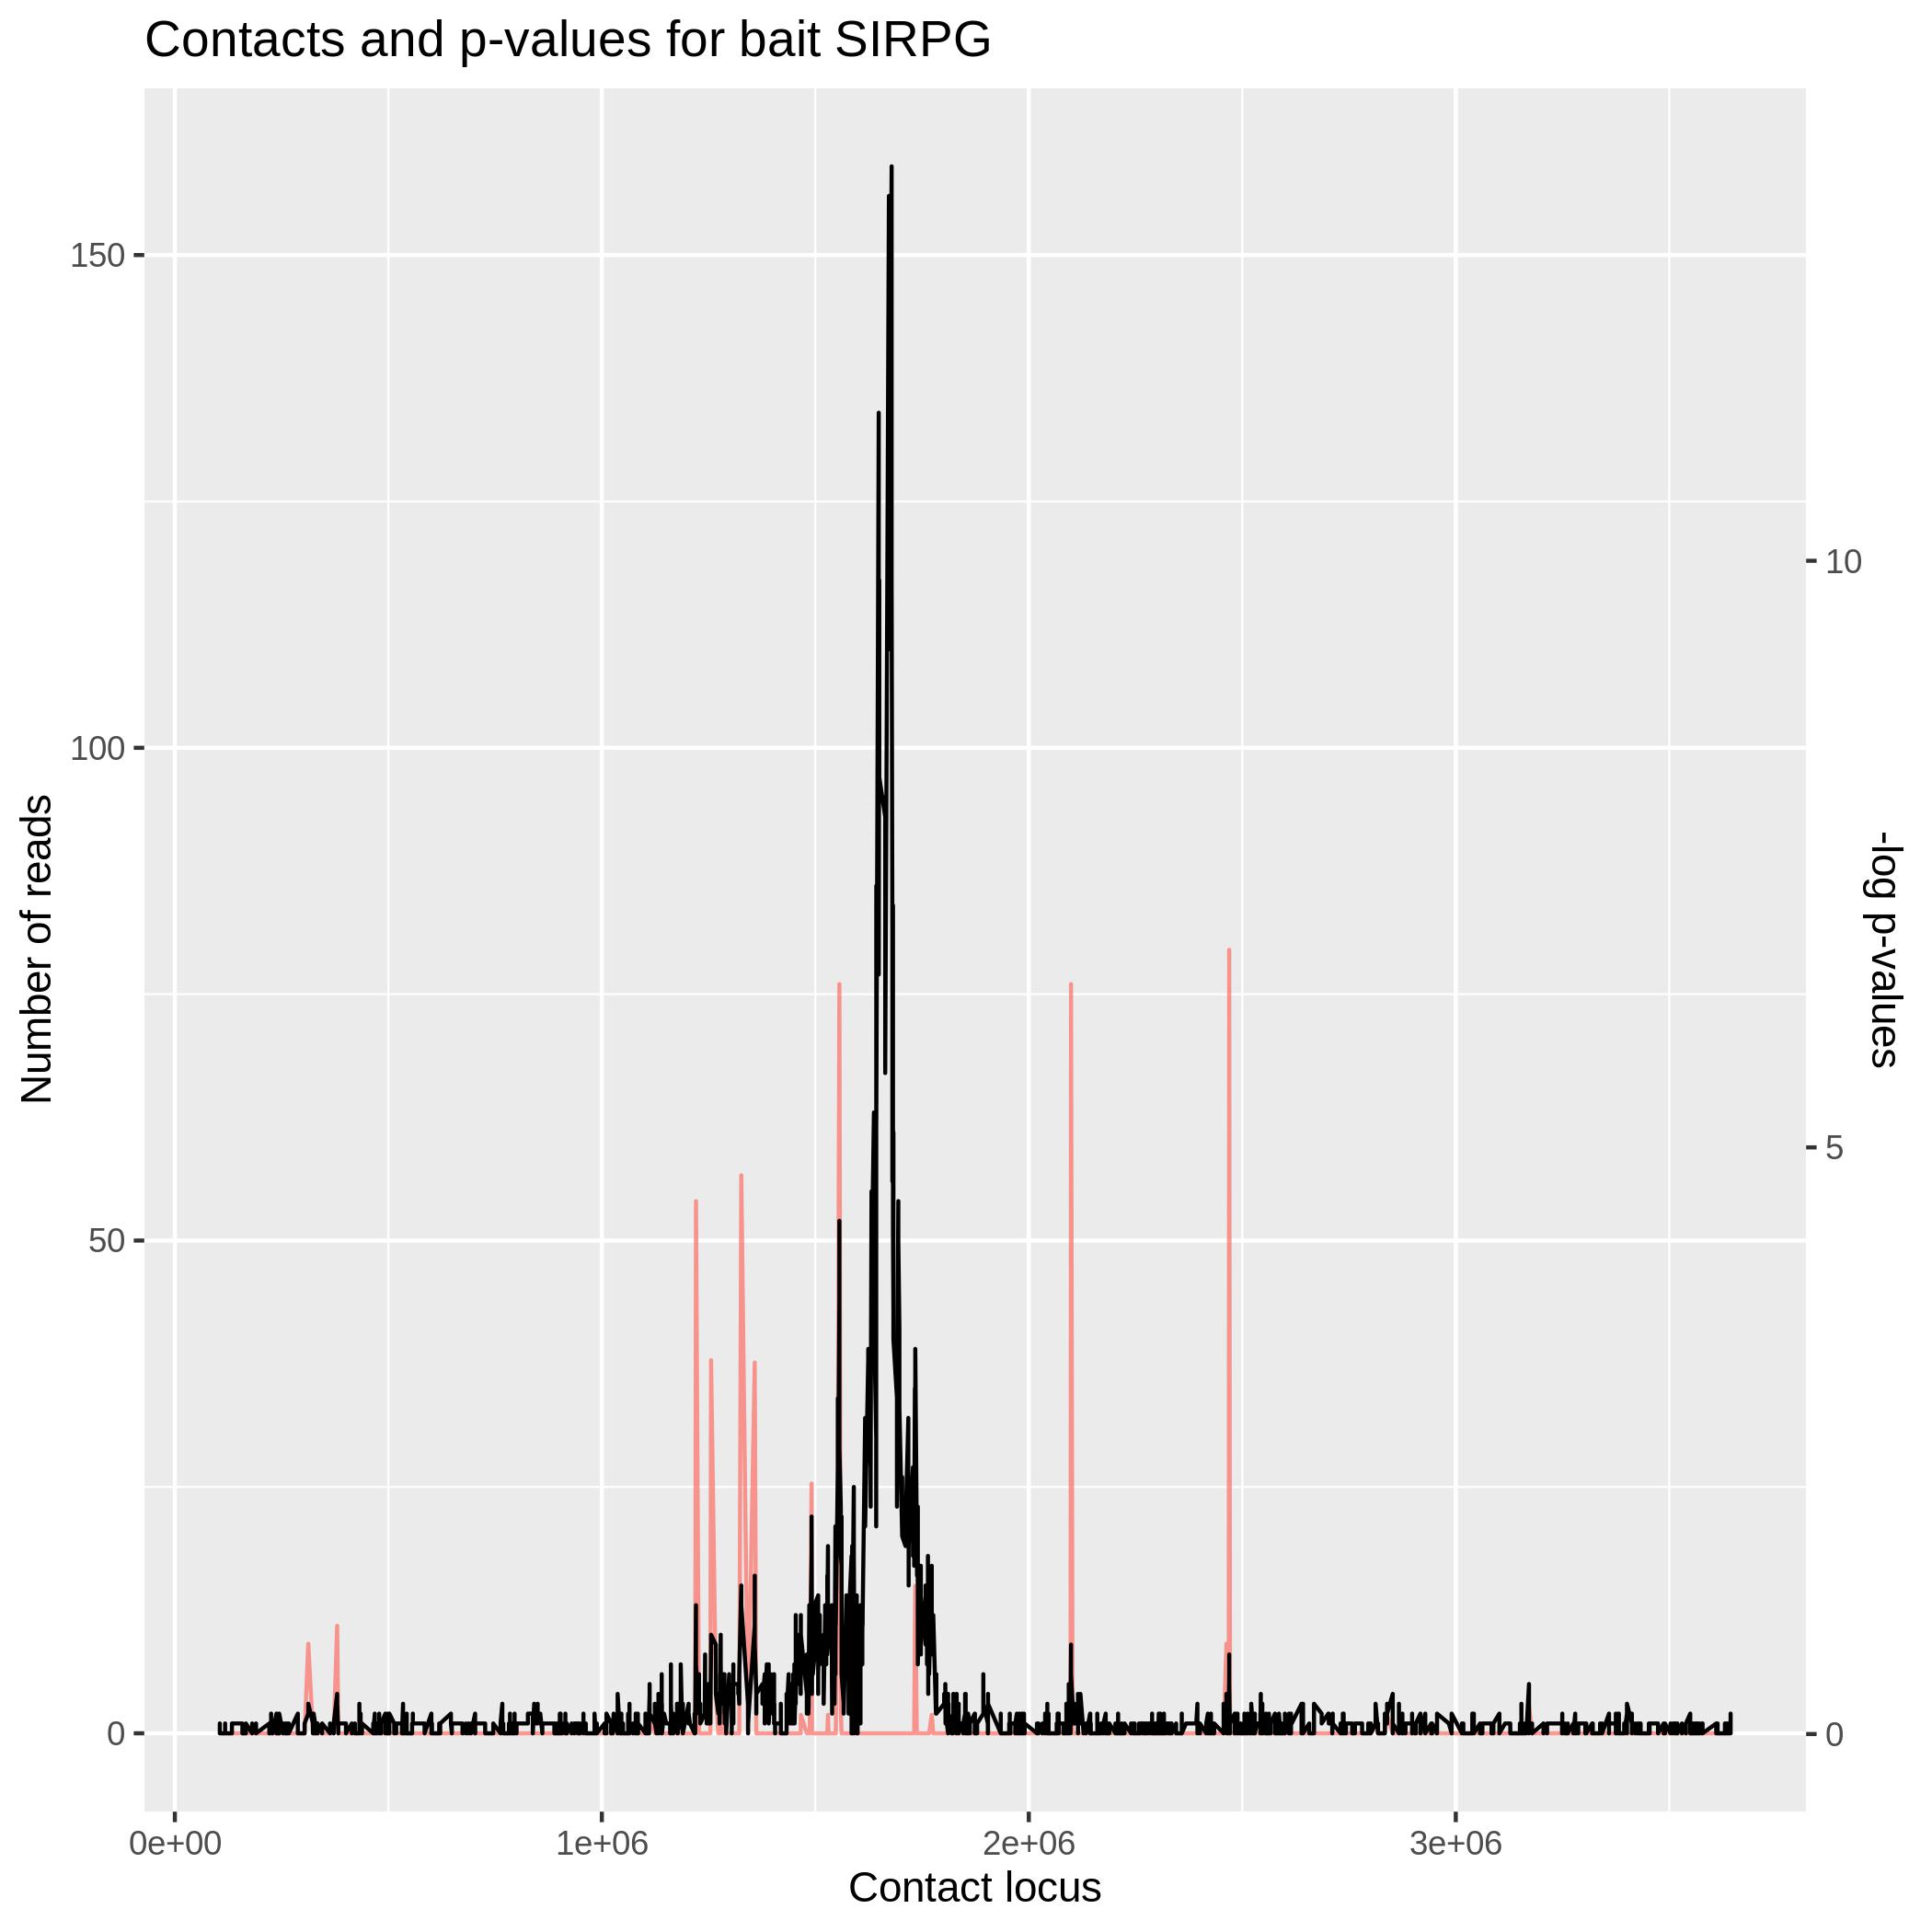 Contacts and p-values for bait SIRPG
150
100
50
0
Number of reads
10
5
0
-log p-values
0e+00 1e+06 2e+06 3e+06
Contact locus